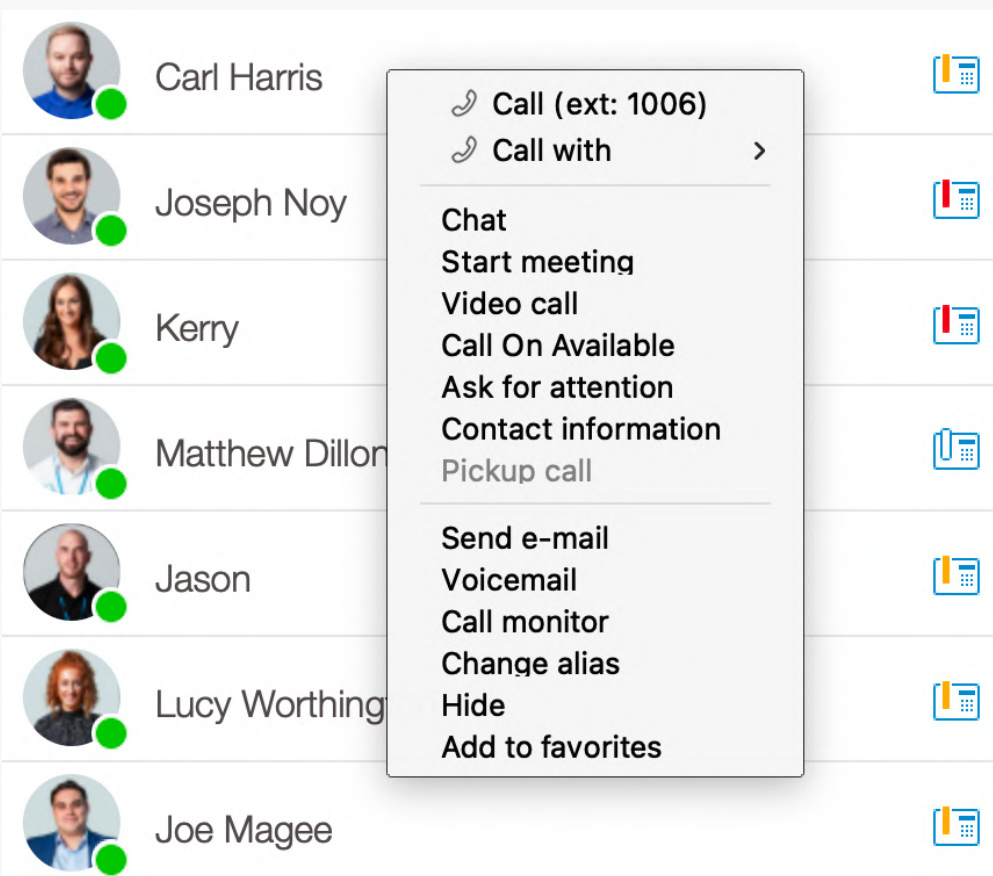 Carl Harris
Call (ext: 1006)
Call with
Joseph Noy
Chat
Start meeting
Video call
Kerry
Call On Available
Ask for attention
Contact information
Matthew Dillon
Pickup call
Send e-mail
Jason
Voicemail
Call monitor
Change alias
Lucy Worthing
Hide
Add to favorites
Joe Magee